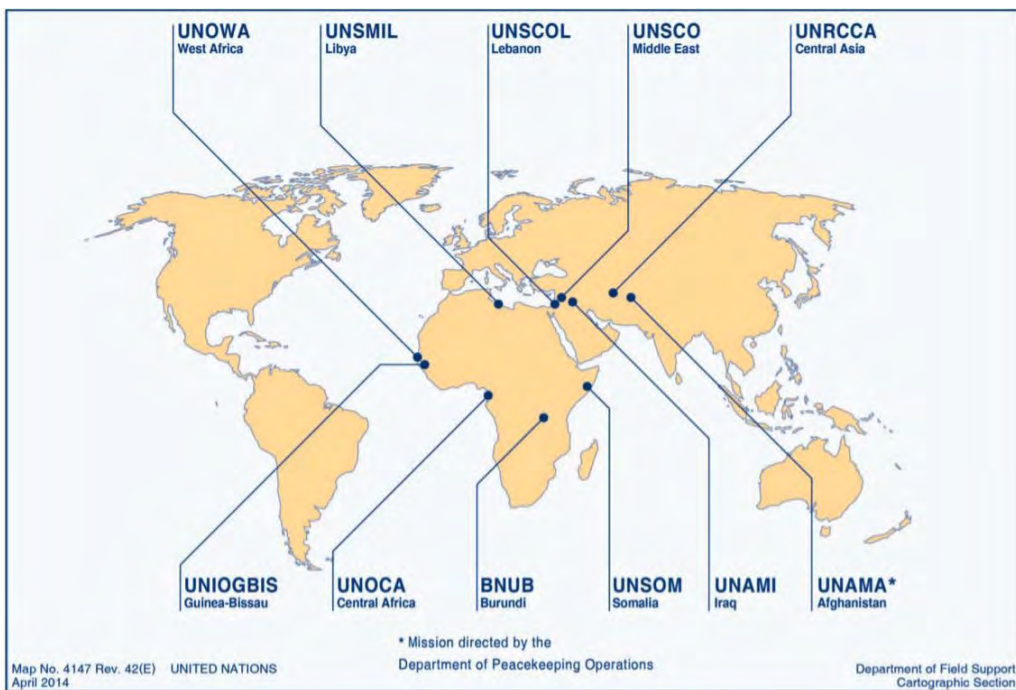 UNOWA
West Africa
UNSMIL
Libya
UNSCOL
Lebanon
UNSCO
Middle East
UNRCCA
Central Asia
UNIOGBIS
Guinea-Bissau
UNOCA
Central Africa
BNUB
Burundi
UNSOM
Somalia
UNAMI
Iraq
UNAMA*
Afghanistan
* Mission directed by the
Department of Peacekeeping Operations
Map No. 4147 Rev. 42(E) UNITED NATIONS
April 2014
Department of Field Support
Cartographic Section